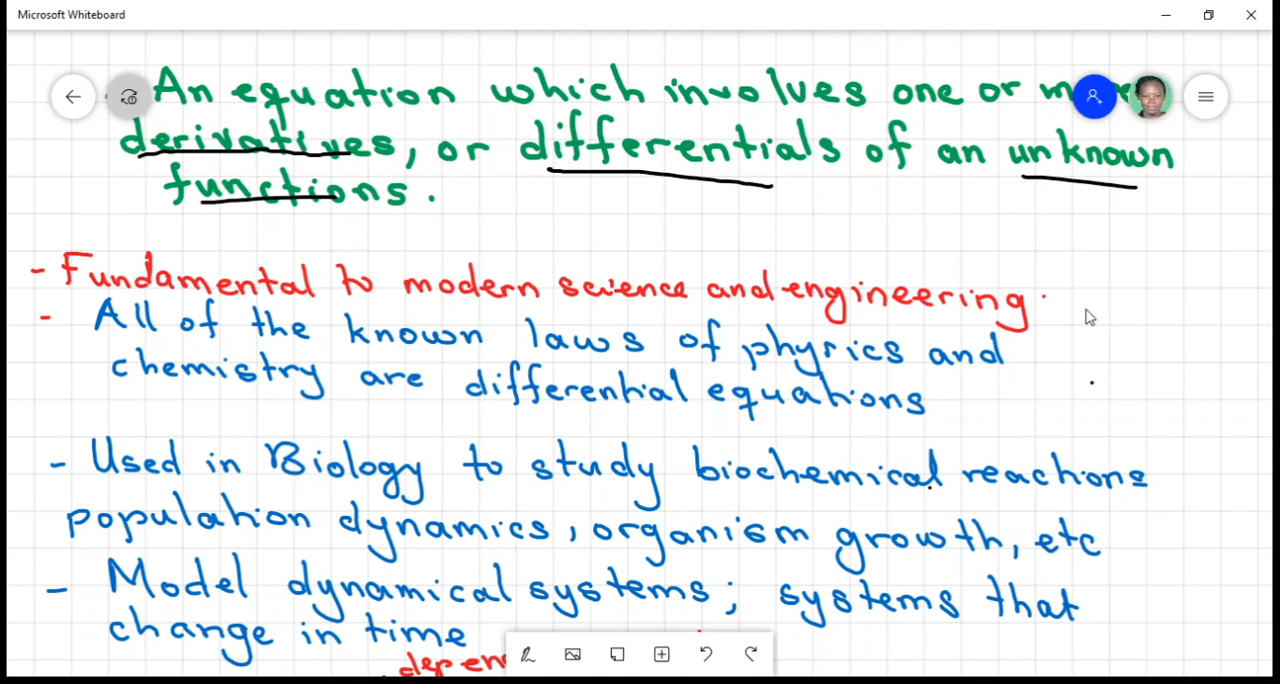 Microsoft Whiteboard
An equation which involves one or
derivatives, or differentials of an unknown
functions.
- Fundamental to modern science and engineering.
- All of the known laws of physics and
chemistry are differential equations
- Used in Biology to study biochemical reactions
population dynamics, organism growth, etc
- Model dynamical systems; systems that
change in time